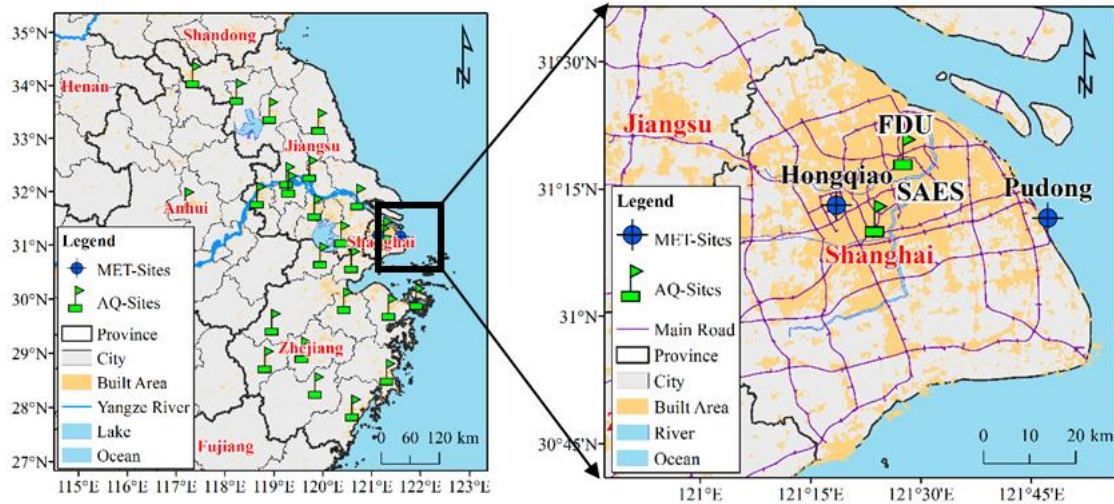 35°N
34°N
33°N
32°N
31°N
30°N
29°N
28°N
27°N
Shandong
N
Henan
Jiangsu
Anhui
Shanghai
Zhejiang
Fujiang
Legend
MET-Sites
AQ-Sites
Province
City
Built Area
Yangze River
Lake
Ocean
0 60 120 km
115°E 116°E 117°E 118°E 119°E 120°E 121°E 122°E 123°E
31°30'N
31°15'N
31°N
30°45'N
N
Jiangsu
FDU
Hongqiao
SAES
Pudong
Shanghai
Legend
MET-Sites
AQ-Sites
Main Road
Province
City
Built Area
River
Ocean
0 10 20 km
121°E 121°15'E 121°30'E 121°45'E